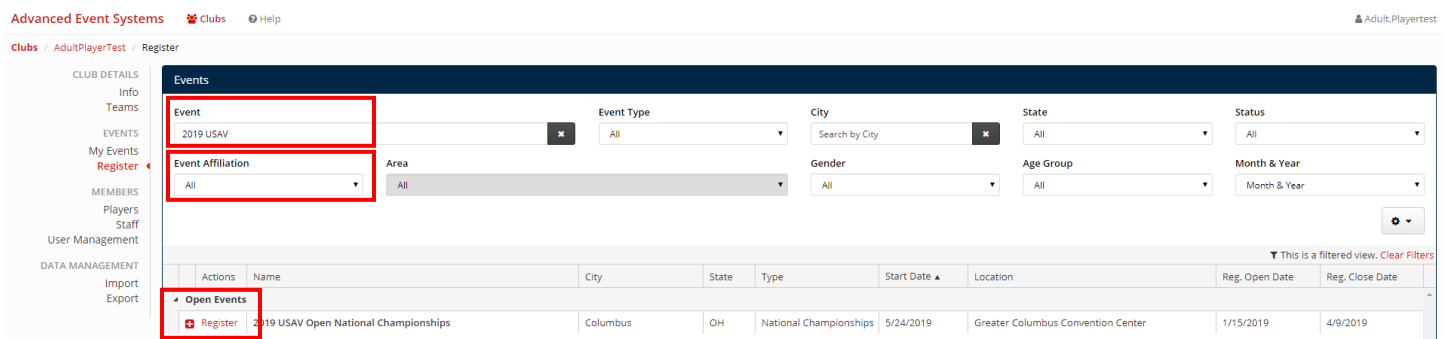 Advanced Event Systems Clubs Help Adult.Playertest
Clubs / AdultPlayerTest / Register
CLUB DETAILS
Info
Teams
EVENTS
My Events
Register
MEMBERS
Players
Staff
User Management
DATA MANAGEMENT
Import
Export
Events
Event Event Type City State Status
2019 USAV All Search by City All All
Event Affiliation Area Gender Age Group Month & Year
All All All All Month & Year
This is a filtered view. Clear Filters
Actions Name City State Type Start Date Location Reg. Open Date Reg. Close Date
Open Events
Register 2019 USAV Open National Championships Columbus OH National Championships 5/24/2019 Greater Columbus Convention Center 1/15/2019 4/9/2019